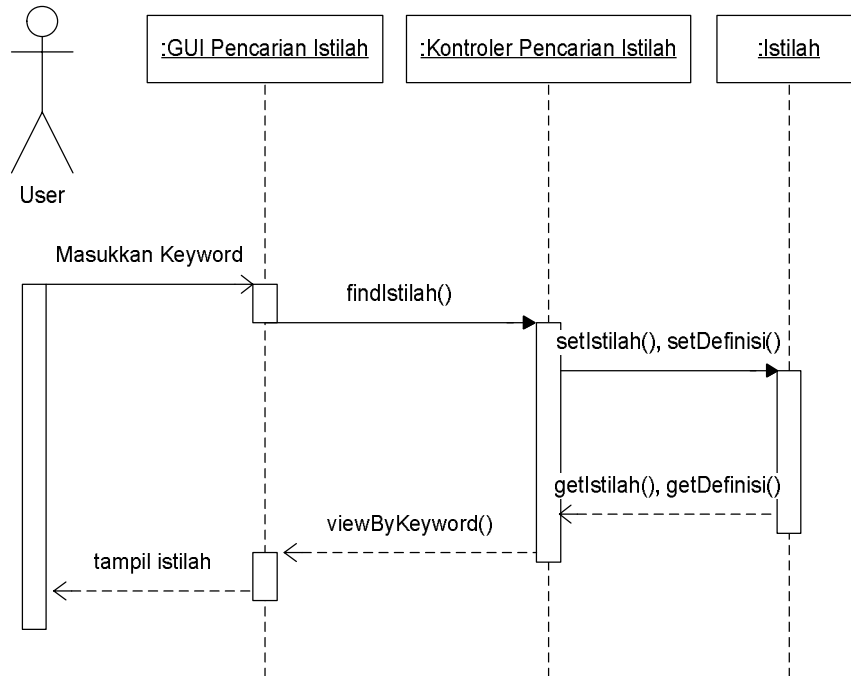 :GUI Pencarian Istilah
:Kontroler Pencarian Istilah
:Istilah
User
Masukkan Keyword
findIstilah()
setIstilah(), setDefinisi()
getIstilah(), getDefinisi()
viewByKeyword()
tampil istilah